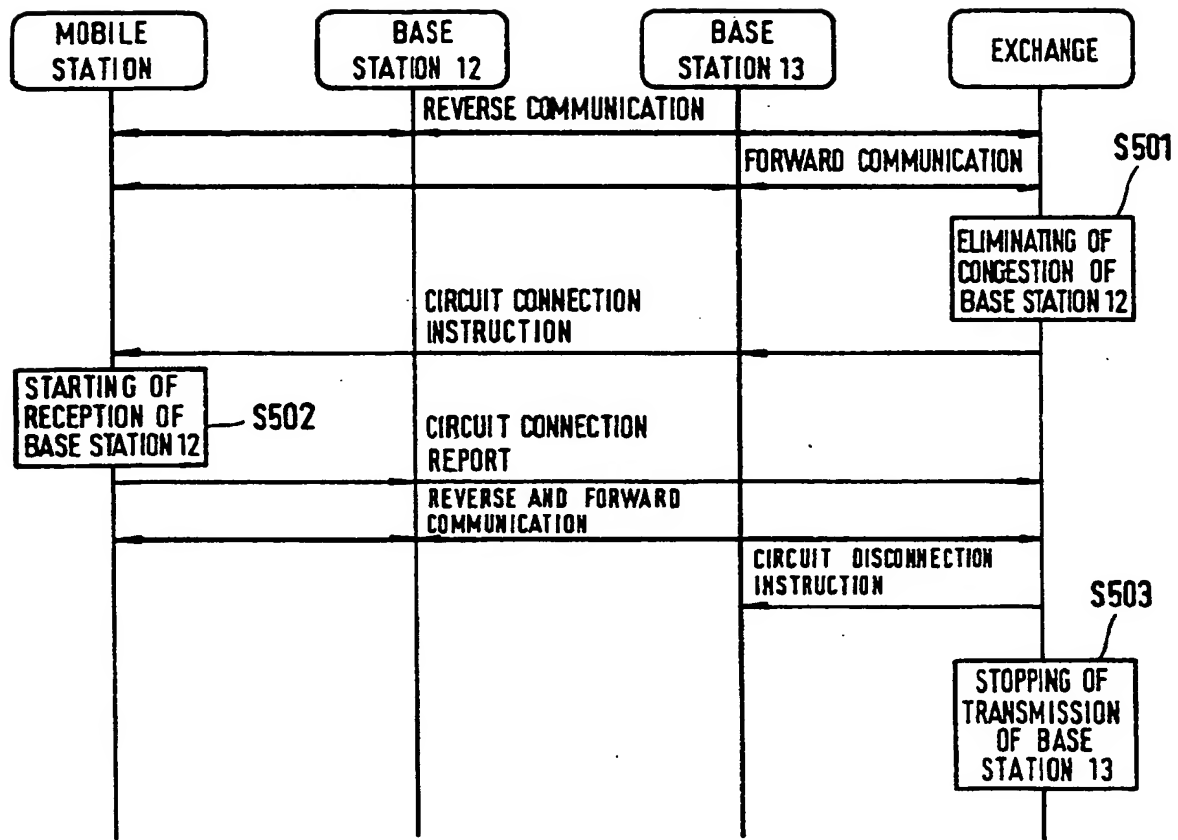 MOBILE
STATION
BASE
STATION 12
BASE
STATION 13
EXCHANGE
REVERSE COMMUNICATION
FORWARD COMMUNICATION
S501
ELIMINATING OF
CONGESTION OF
BASE STATION 12
CIRCUIT CONNECTION
INSTRUCTION
STARTING OF
RECEPTION OF
BASE STATION 12
S502
CIRCUIT CONNECTION
REPORT
REVERSE AND FORWARD
COMMUNICATION
CIRCUIT DISCONNECTION
INSTRUCTION
S503
STOPPING OF
TRANSMISSION
OF BASE
STATION 13